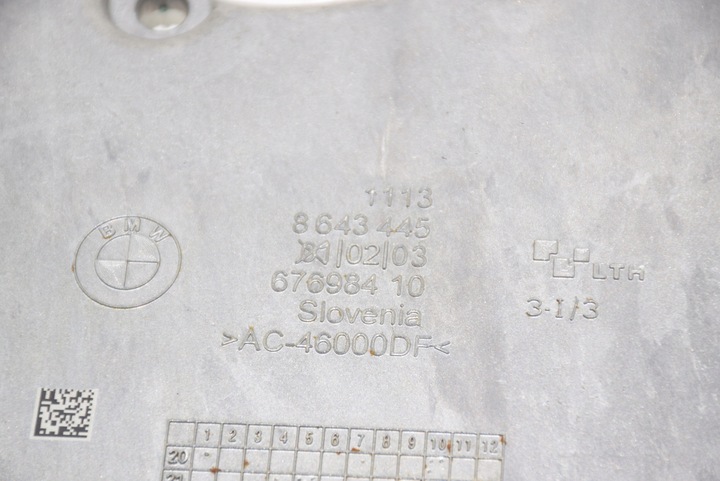 1113
8 643 445
|02|03
676984 10
Slovenia
>AC-46000DF<
BMW
LTH
3-I/3
1 2 3 4 5 6 7 8 9 10 11 12
20